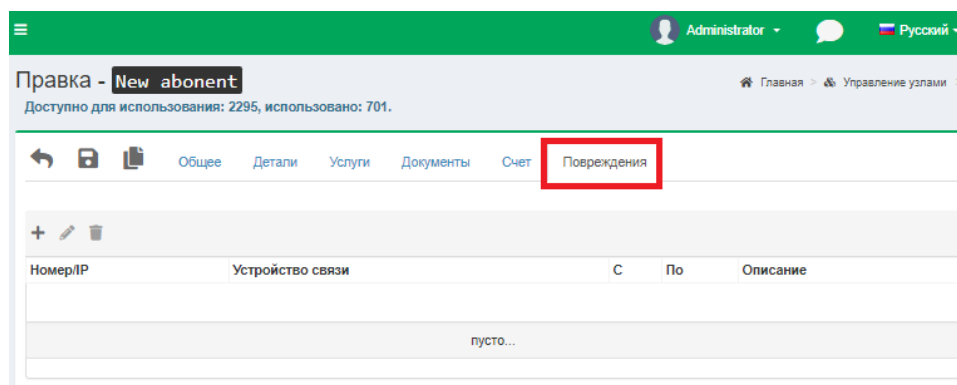 Administrator
Русский
Правка - New abonent
Главная > Управление узлами >
Доступно для использования: 2295, использовано: 701.
Общее Детали Услуги Документы Счет Повреждения
Номер/IP Устройство связи С По Описание
пусто...